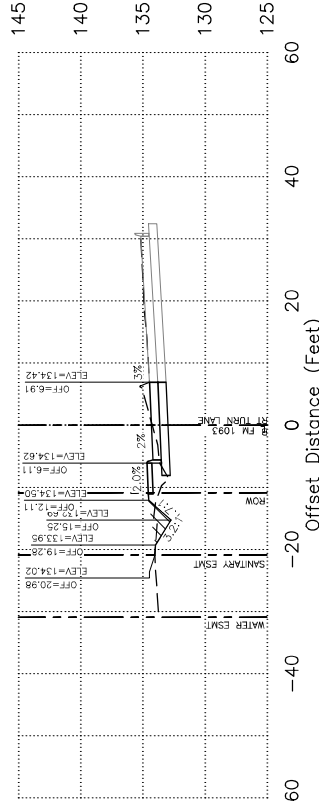 145
140
135
130
125
60
40
20
0
-20
-40
-60
Offset Distance (Feet)
OFF=6.91
ELEV=134.42
OFF=6.11
ELEV=134.62
OFF=12.11
ELEV=134.50
OFF=15.25
OFF=19.28
ELEV=133.95
OFF=20.98
ELEV=134.02
3%
2%
2.0%
3.2:1
FM 1093
RT TURN LANE
ROW
SANITARY ESMT
WATER ESMT